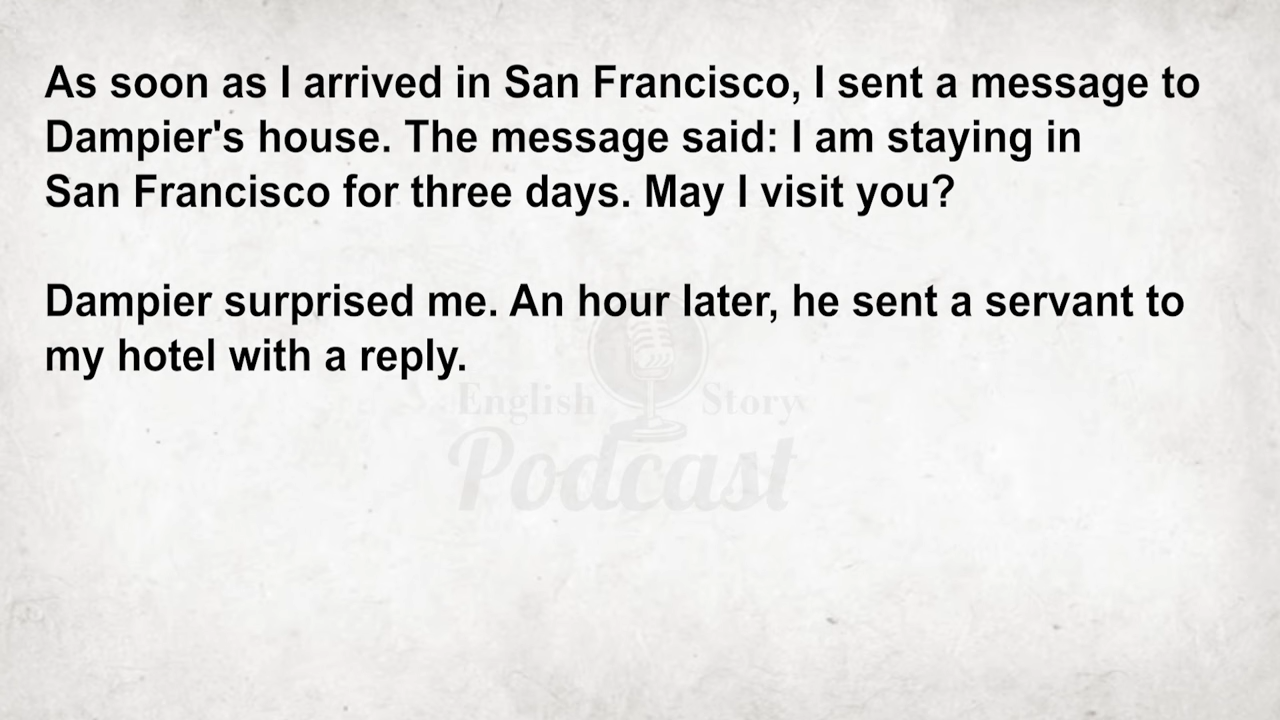 As soon as I arrived in San Francisco, I sent a message to
Dampier's house. The message said: I am staying in
San Francisco for three days. May I visit you?
Dampier surprised me. An hour later, he sent a servant to
my hotel with a reply.
English Story
Podcast